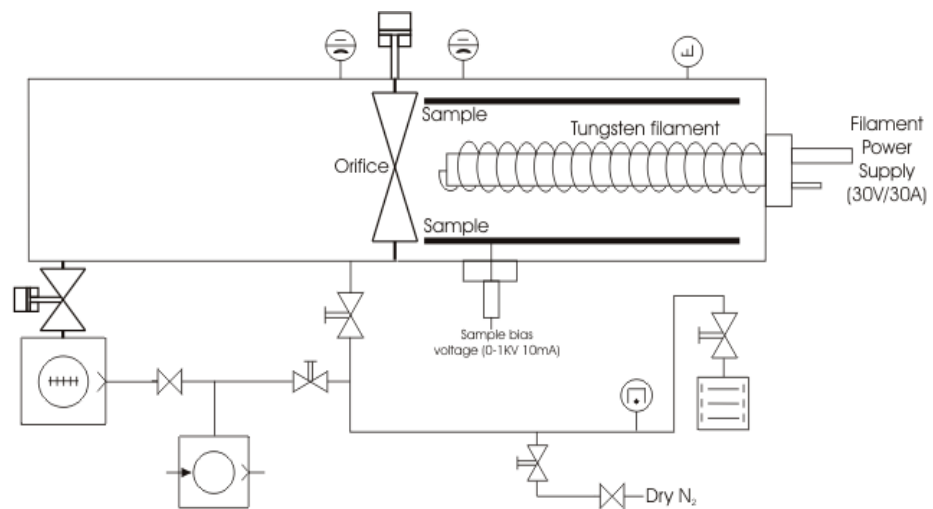 Sample
Tungsten filament
Filament
Power
Supply
(30V/30A)
Orifice
Sample
Sample bias
voltage (0-1KV 10mA)
Dry N₂